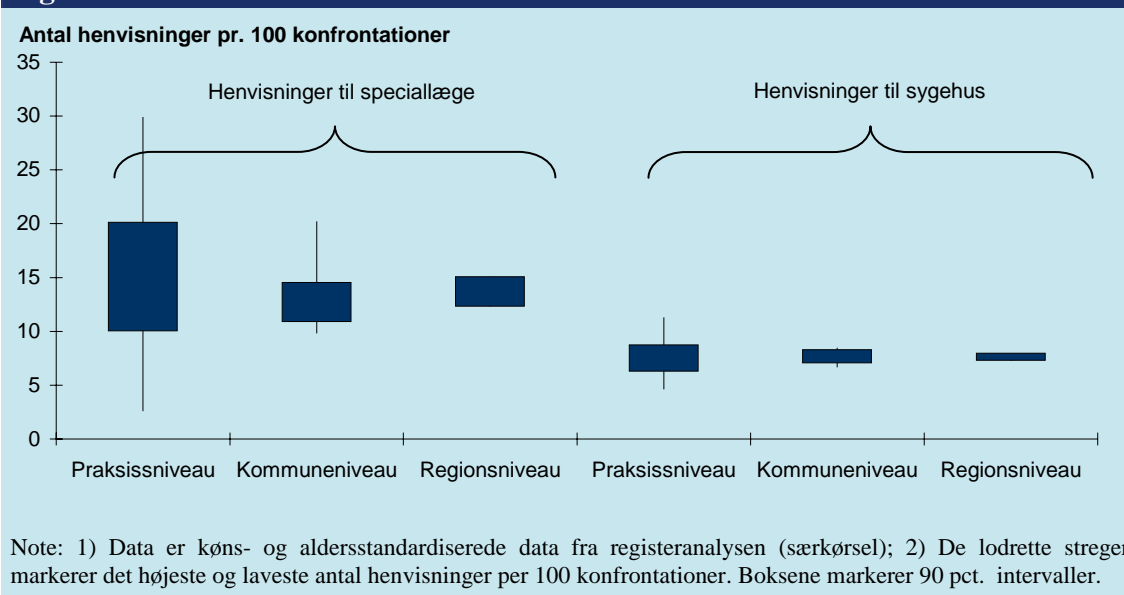 Antal henvisninger pr. 100 konfrontationer
35
30
25
20
15
10
5
0
Henvisninger til speciallæge
Henvisninger til sygehus
Praksissniveau Kommuneniveau Regionsniveau Praksissniveau Kommuneniveau Regionsniveau
Note: 1) Data er køns- og aldersstandardiserede data fra registeranalysen (særkørsel); 2) De lodrette streger
markerer det højeste og laveste antal henvisninger per 100 konfrontationer. Boksene markerer 90 pct. intervaller.